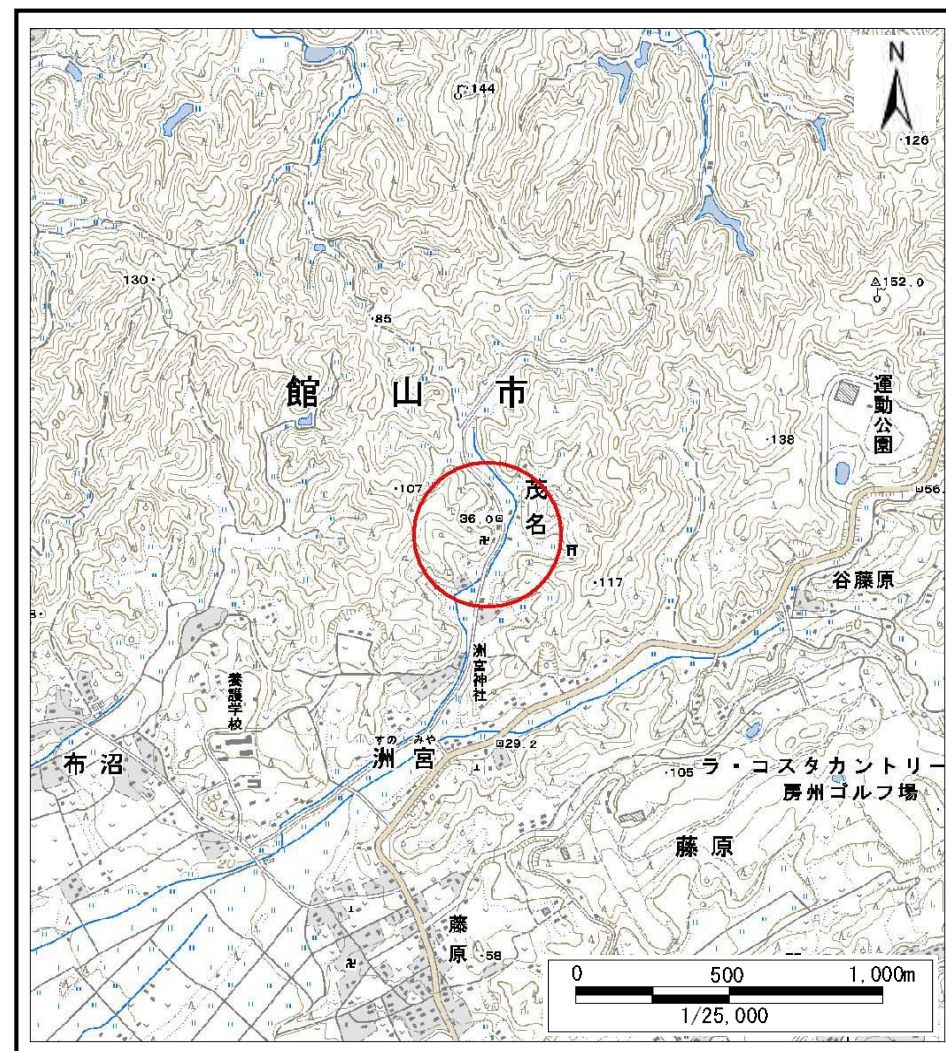 N
144
126
130
152.0
85
館山市
運動公園
138
107
茂名
56.
36.0
117
谷藤原
8
洲宮神社
養護学校
すのみや
洲宮
29.2
布沼
105
ラ・コスタカントリー
房州ゴルフ場
藤原
20
藤原
58
0 500 1,000m
1/25,000